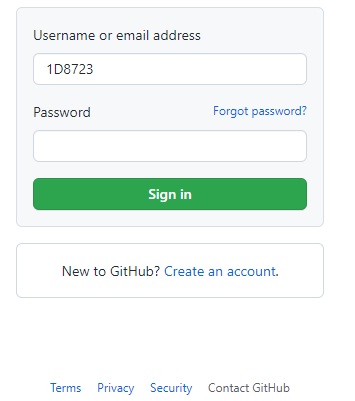 Username or email address
1D8723
Password Forgot password?
Sign in
New to GitHub? Create an account.
Terms Privacy Security Contact GitHub